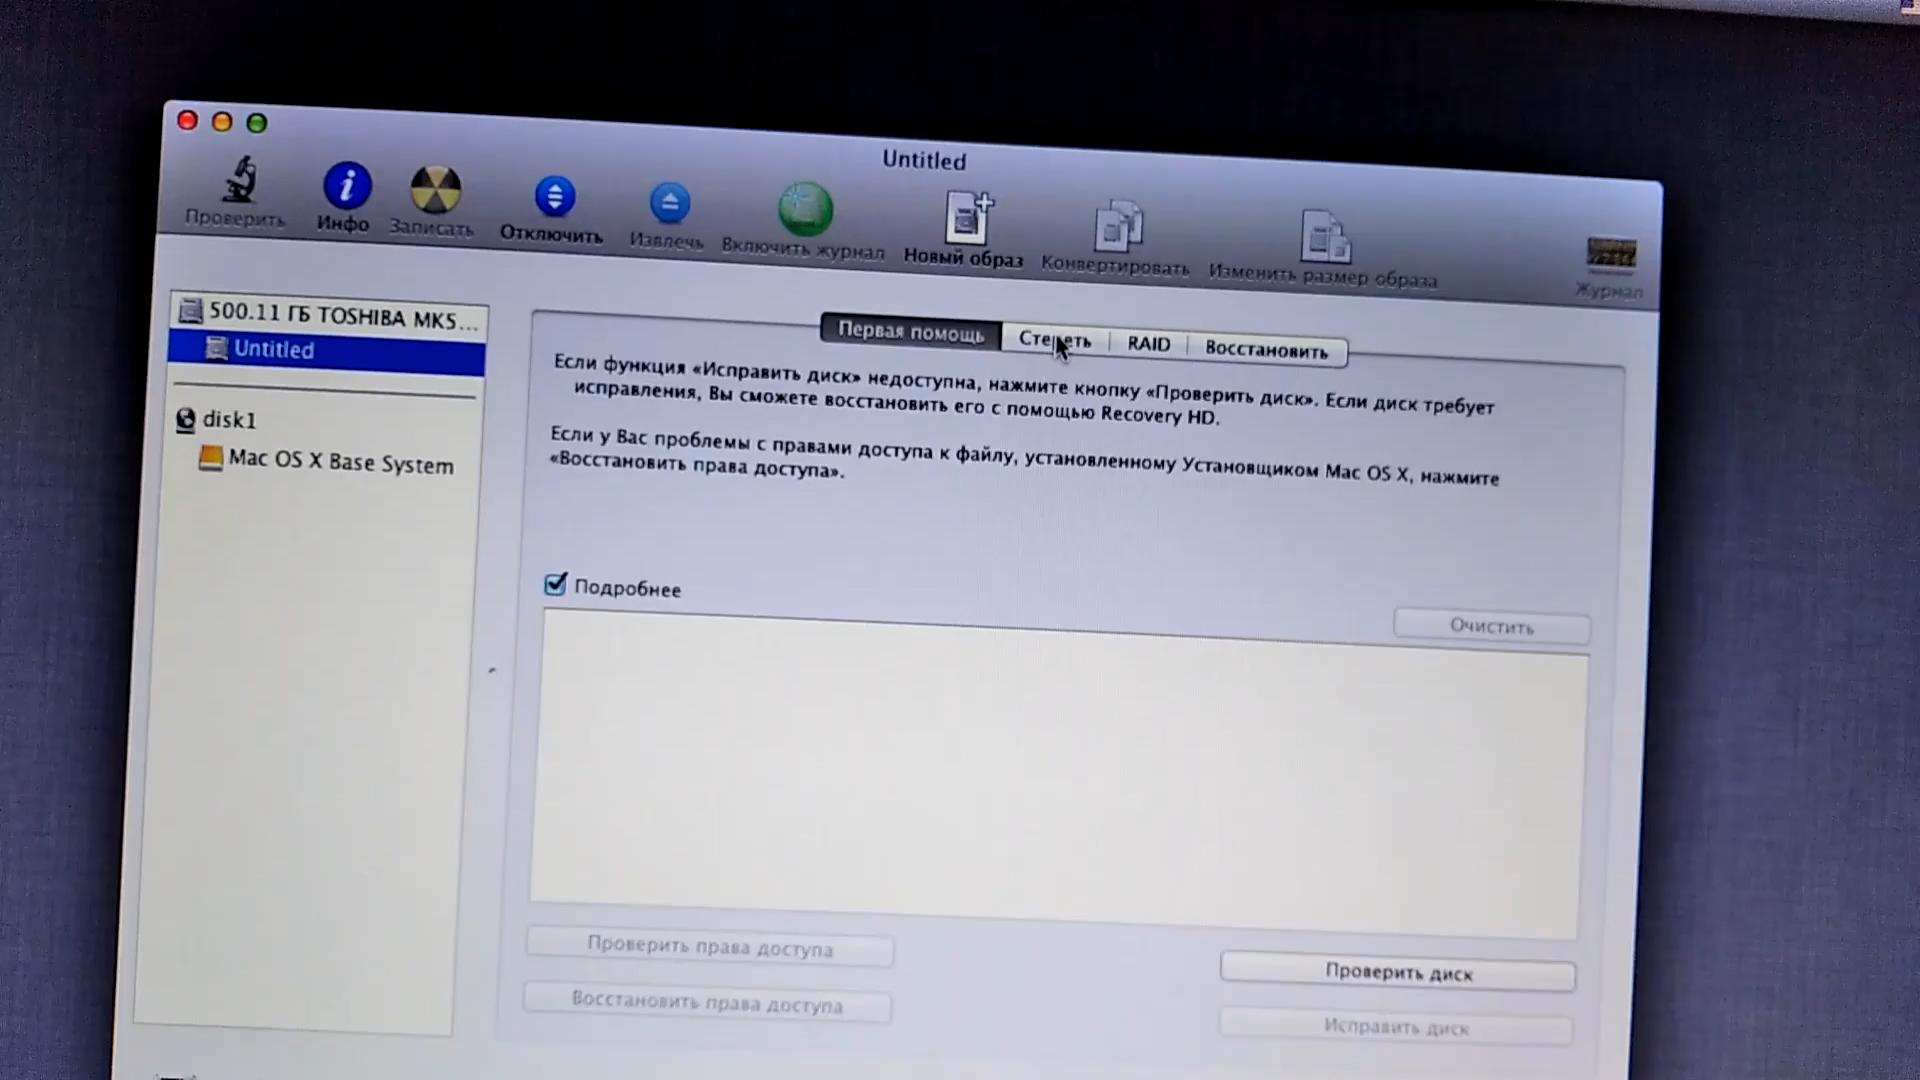 Untitled
Проверить
Инфо
Записать
Отключить
Извлечь
Включить журнал
Новый образ
Конвертировать
Изменить размер образа
Журнал
500.11 ГБ TOSHIBA MK5...
Untitled
disk1
Mac OS X Base System
Первая помощь
Стереть
RAID
Восстановить
Если функция «Исправить диск» недоступна, нажмите кнопку «Проверить диск». Если диск требует
исправления, Вы сможете восстановить его с помощью Recovery HD.
Если у Вас проблемы с правами доступа к файлу, установленному Установщиком Mac OS X, нажмите
«Восстановить права доступа».
Подробнее
Очистить
Проверить права доступа
Проверить диск
Восстановить права доступа
Исправить диск